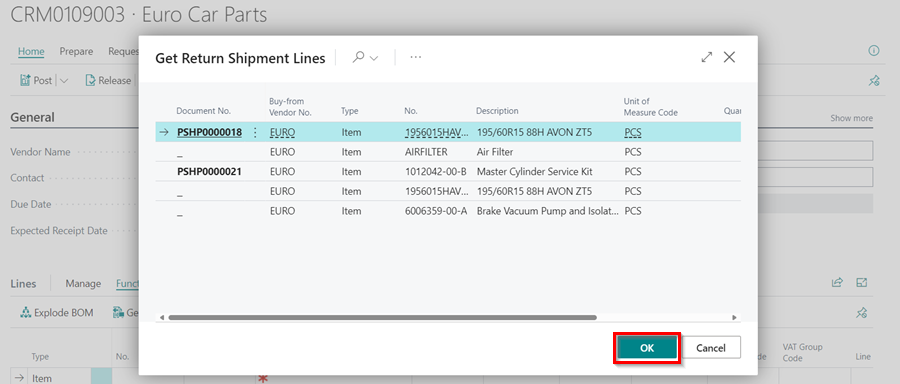 CRM0109003 · Euro Car Parts
Home Prepare Reques
Post Release
General Show more
Vendor Name
Contact
Due Date
Expected Receipt Date
Lines Manage Funct
Explode BOM Ge
Type No. de VAT Group Code Line
Item
Get Return Shipment Lines
Document No. Buy-from Vendor No. Type No. Description Unit of Measure Code Quan
PSHP0000018 EURO Item 1956015HAV... 195/60R15 88H AVON ZT5 PCS
_ EURO Item AIRFILTER Air Filter PCS
PSHP0000021 EURO Item 1012042-00-B Master Cylinder Service Kit PCS
_ EURO Item 1956015HAV... 195/60R15 88H AVON ZT5 PCS
_ EURO Item 6006359-00-A Brake Vacuum Pump and Isolat... PCS
OK Cancel